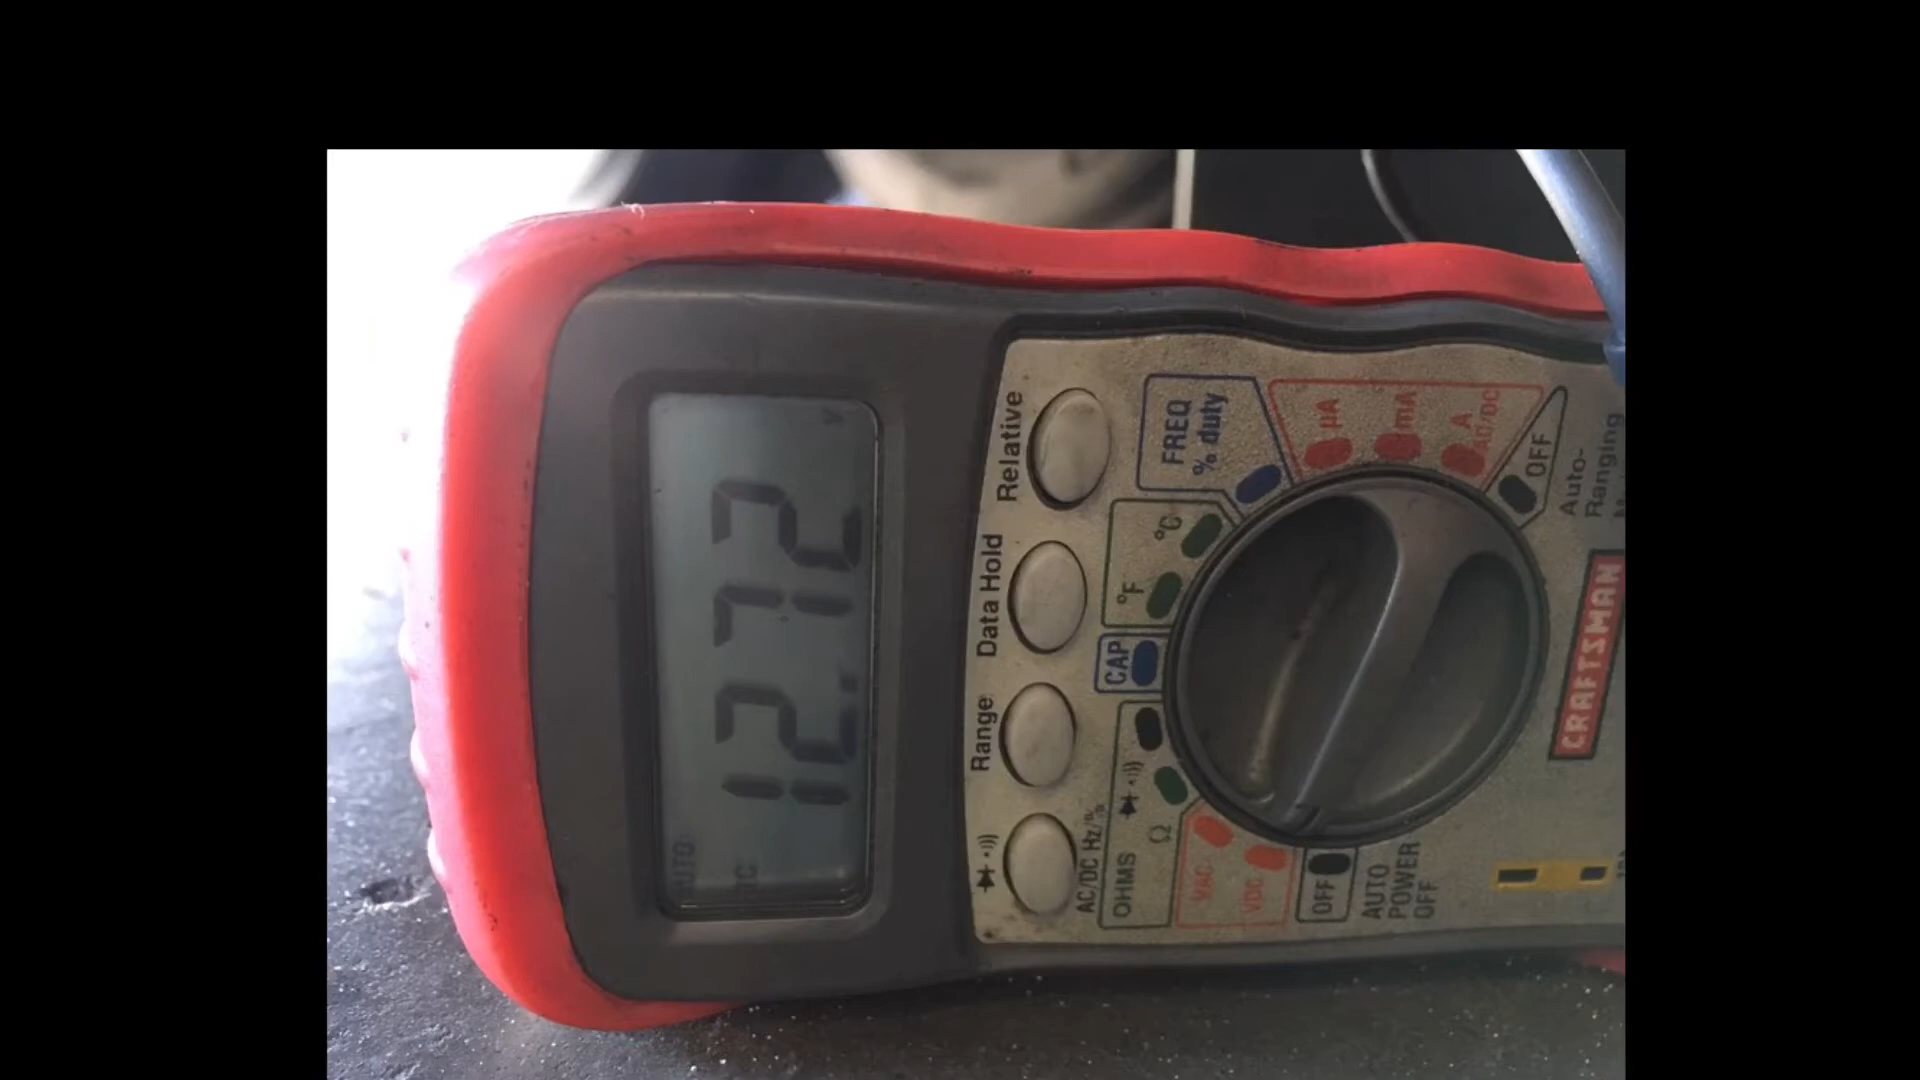 AUTO
DC
12.72
V
Relative
Data Hold
Range
AC/DC Hz/%
FREQ
% duty
µA
mA
A
AC/DC
OFF
Auto-
Ranging
°C
°F
CAP
Ω
OHMS
VAC
VDC
OFF
AUTO
POWER
OFF
CRAFTSMAN